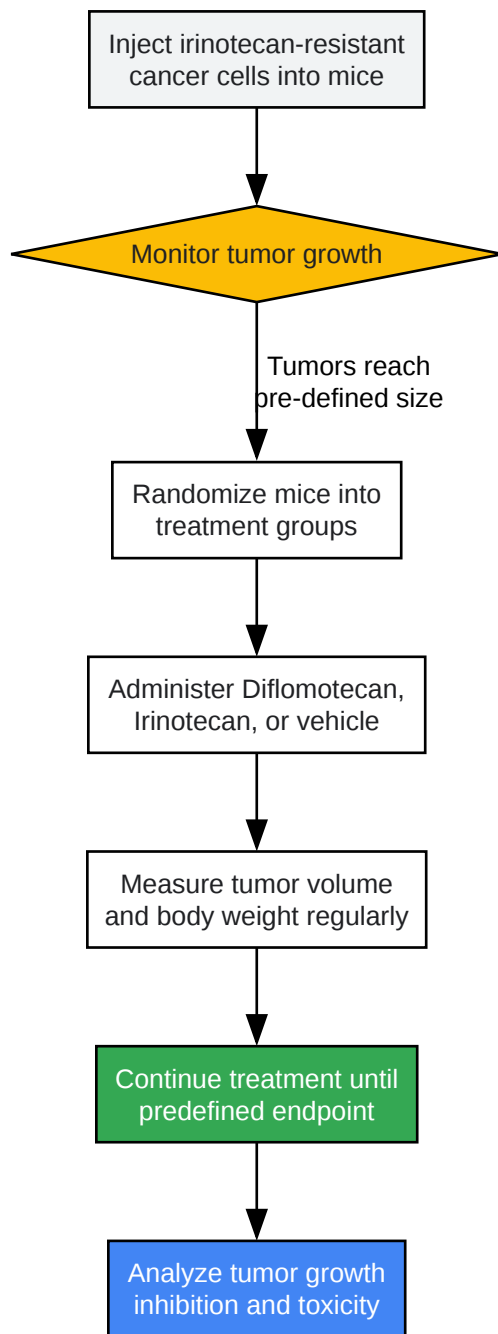 Inject irinotecan-resistant
cancer cells into mice
Monitor tumor growth
Tumors reach
pre-defined size
Randomize mice into
treatment groups
Administer Diflomotecan,
Irinotecan, or vehicle
Measure tumor volume
and body weight regularly
Continue treatment until
predefined endpoint
Analyze tumor growth
inhibition and toxicity